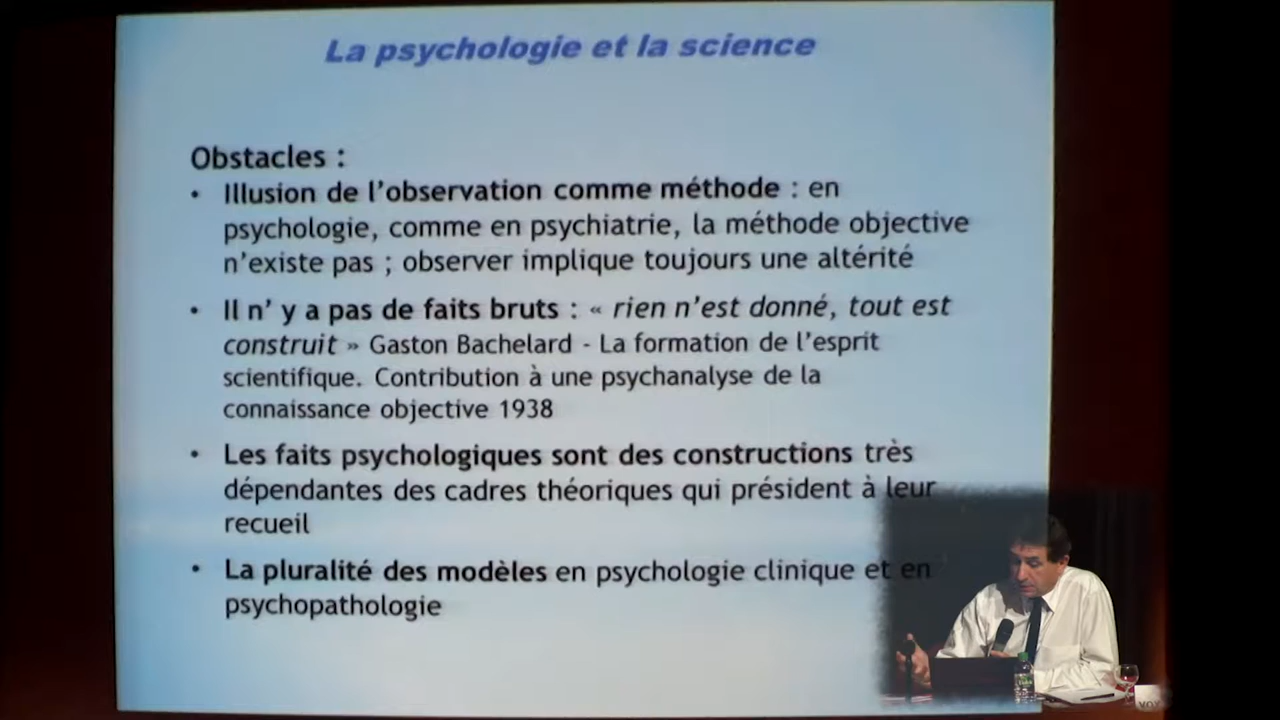 La psychologie et la science
Obstacles :
• Illusion de l'observation comme méthode : en
psychologie, comme en psychiatrie, la méthode objective
n'existe pas ; observer implique toujours une altérité
• Il n' y a pas de faits bruts : « rien n'est donné, tout est
construit » Gaston Bachelard - La formation de l'esprit
scientifique. Contribution à une psychanalyse de la
connaissance objective 1938
• Les faits psychologiques sont des constructions très
dépendantes des cadres théoriques qui président à leur
recueil
• La pluralité des modèles en psychologie clinique et en
psychopathologie
VOX